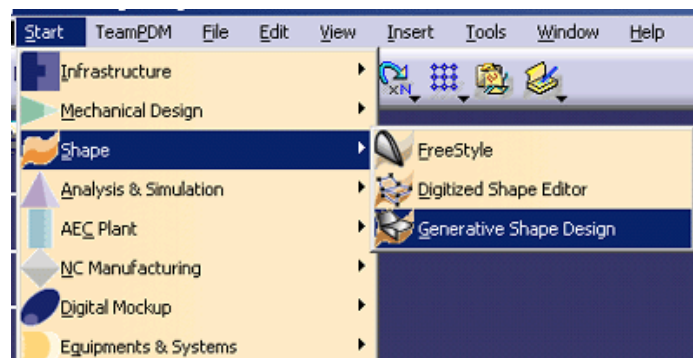 Start TeamPDM File Edit View Insert Tools Window Help
Infrastructure
×N
Mechanical Design
Shape
FreeStyle
Analysis & Simulation
Digitized Shape Editor
AEC Plant
Generative Shape Design
NC Manufacturing
Digital Mockup
Equipments & Systems